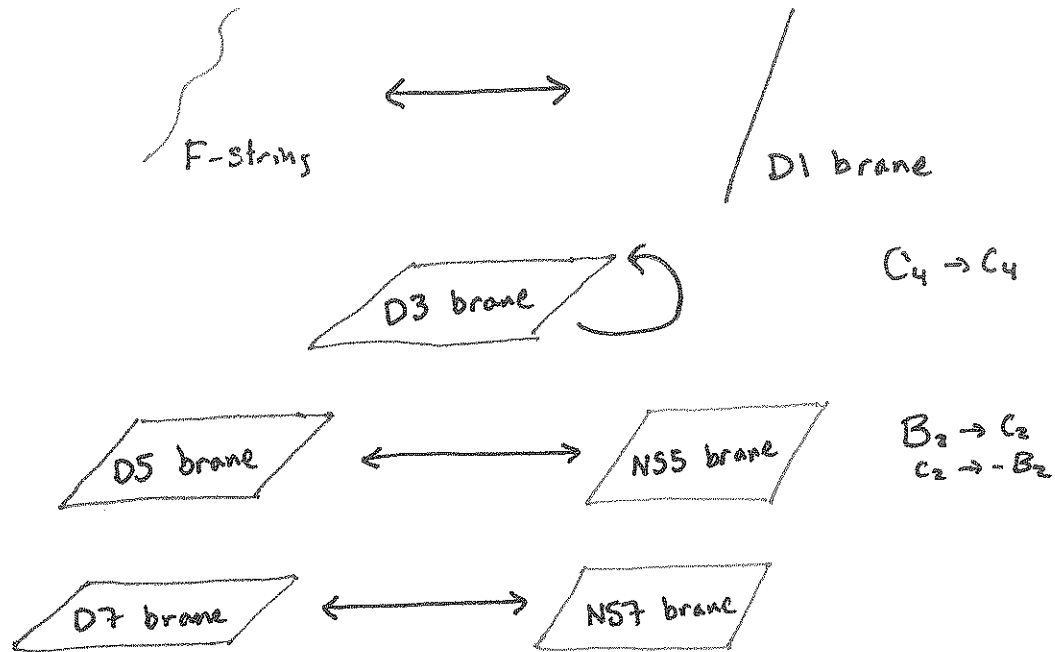 F-string
D1 brane
D3 brane
C₄ → C₄
D5 brane
NS5 brane
B₂ → C₂
C₂ → - B₂
D7 brane
NS7 brane